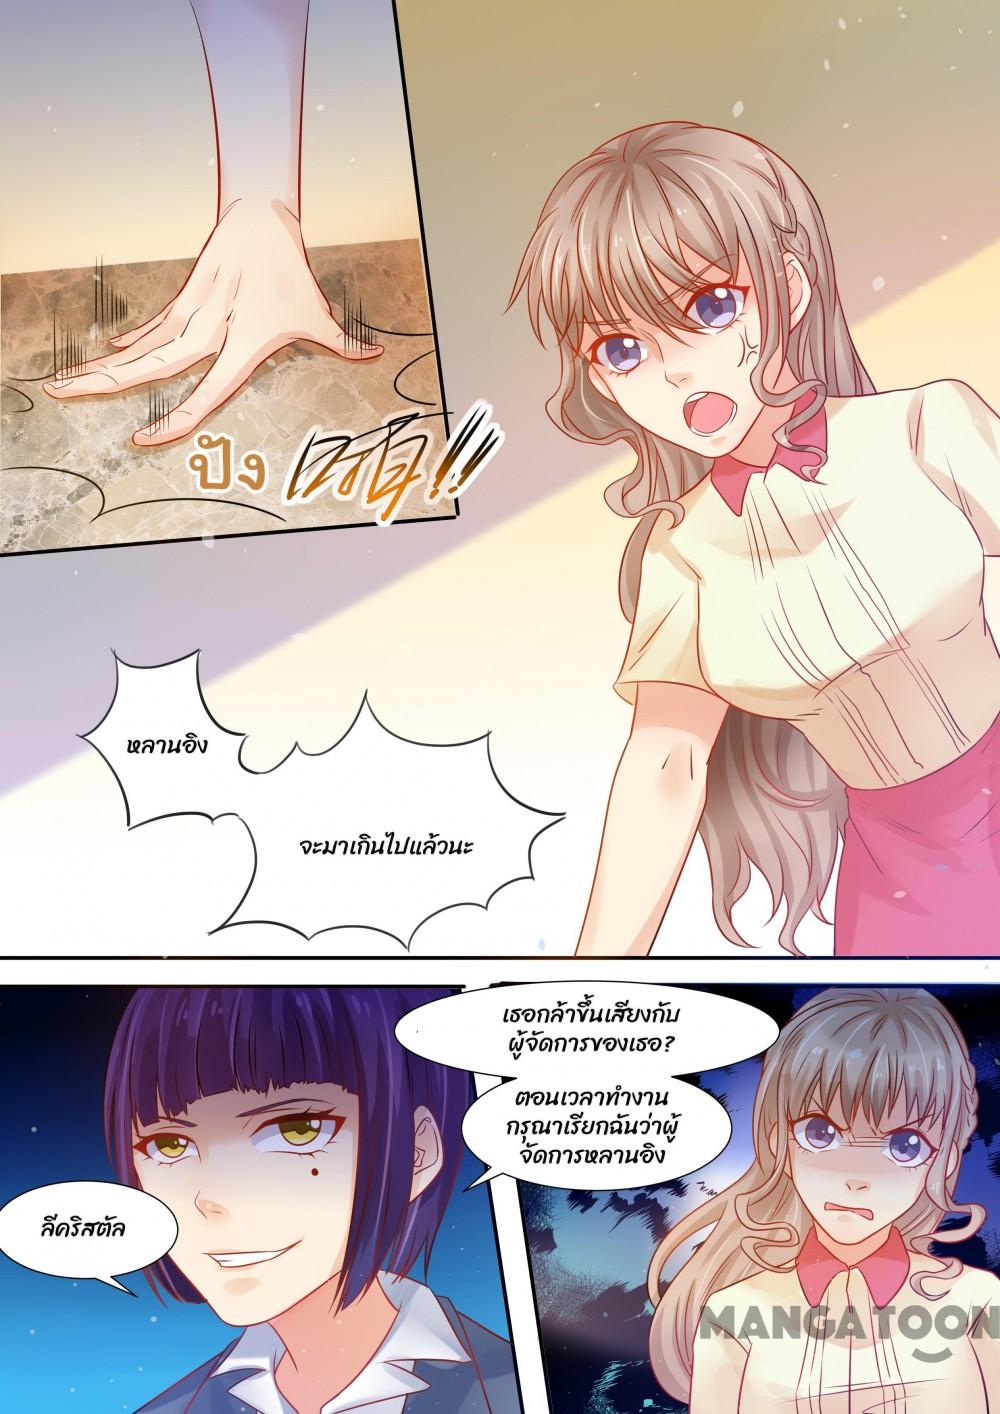 ปัง
หลานอิง
จะมาเกินไปแล้วนะ
เธอกล้าขึ้นเสียงกับ
ผู้จัดการของเธอ?
ตอนเวลาทำงาน
กรุณาเรียกฉันว่าผู้
จัดการหลานอิง
ลีคริสตัล
MANGATOON